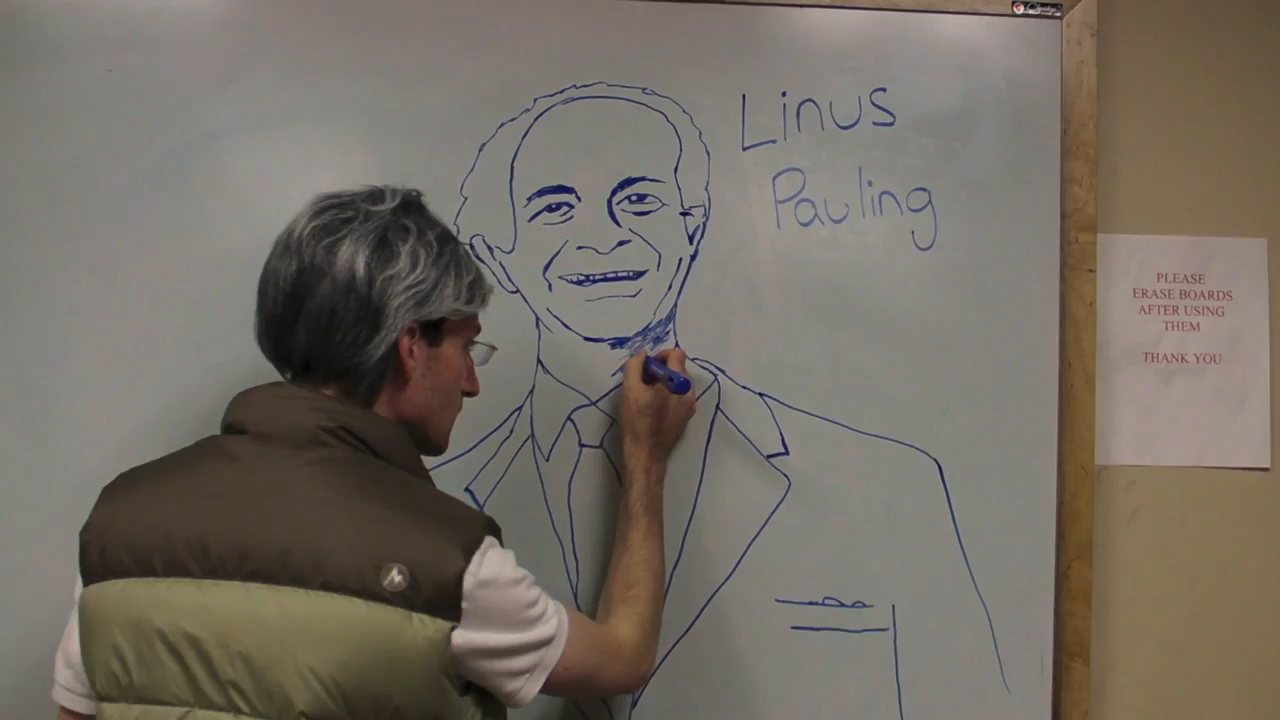 Linus
Pauling
PLEASE
ERASE BOARDS
AFTER USING
THEM
THANK YOU